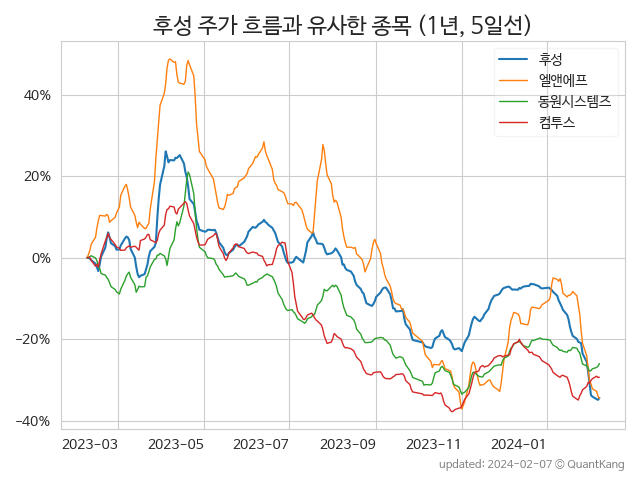 후성 주가 흐름과 유사한 종목 (1년, 5일선)
후성
엘앤에프
동원시스템즈
컴투스
40%
20%
0%
−20%
−40%
2023-03 2023-05 2023-07 2023-09 2023-11 2024-01
updated: 2024-02-07 © QuantKang